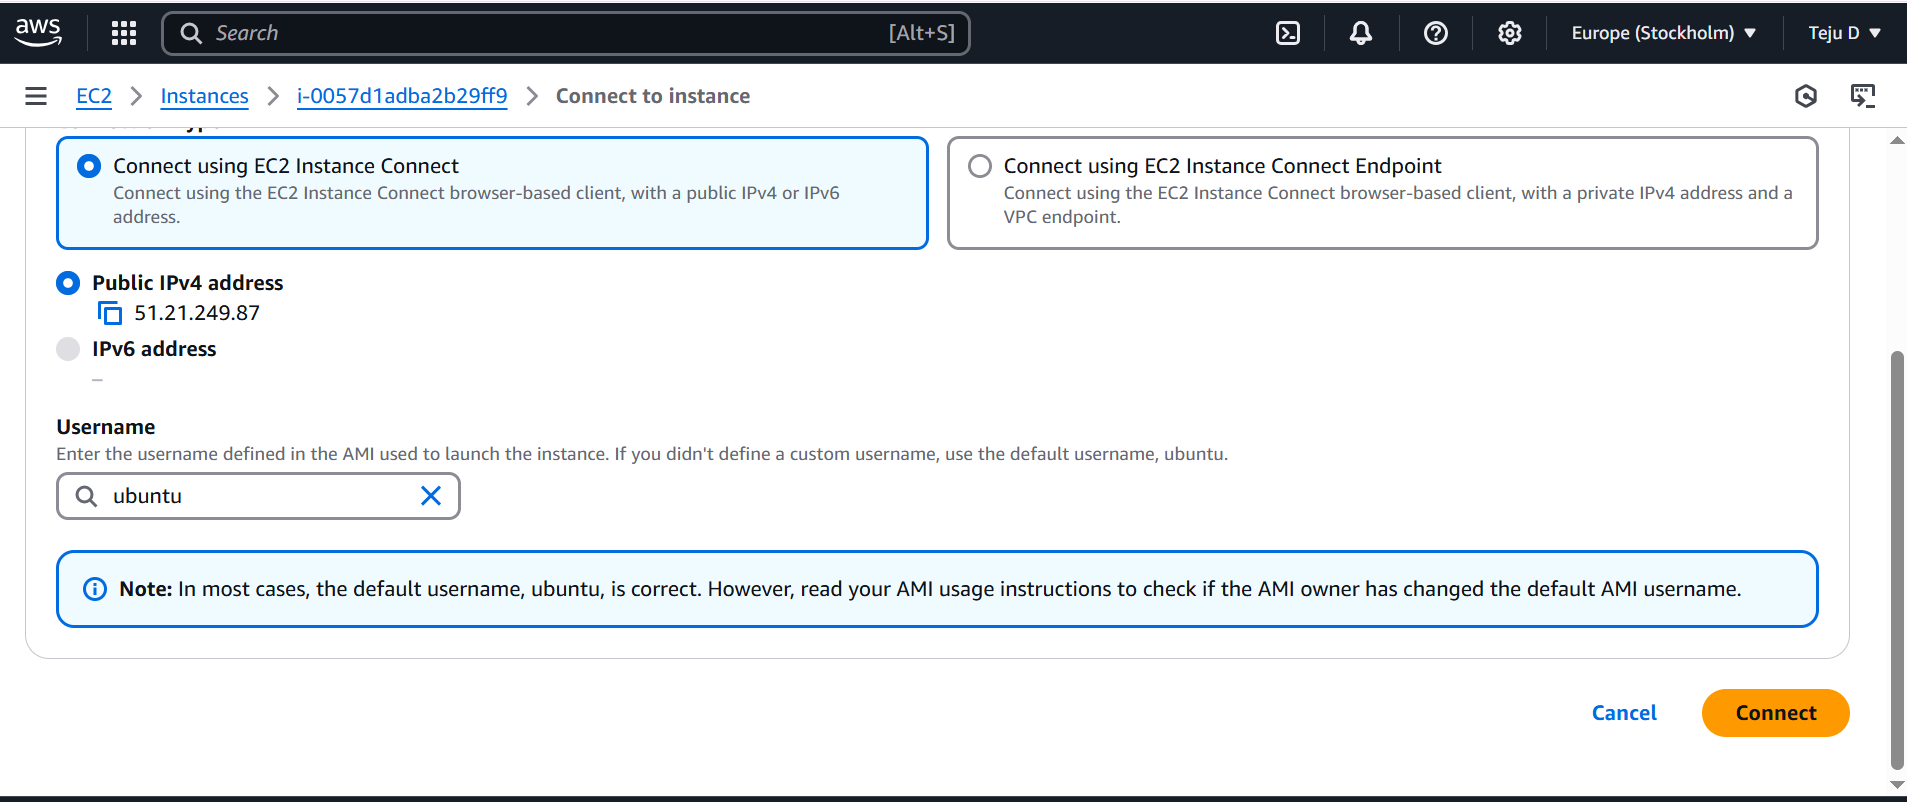 aws
Search [Alt+S]
Europe (Stockholm) ▼
Teju D ▼
EC2 > Instances > i-0057d1adba2b29ff9 > Connect to instance
Connect using EC2 Instance Connect
Connect using the EC2 Instance Connect browser-based client, with a public IPv4 or IPv6
address.
Connect using EC2 Instance Connect Endpoint
Connect using the EC2 Instance Connect browser-based client, with a private IPv4 address and a
VPC endpoint.
Public IPv4 address
51.21.249.87
IPv6 address
–
Username
Enter the username defined in the AMI used to launch the instance. If you didn't define a custom username, use the default username, ubuntu.
ubuntu
Note: In most cases, the default username, ubuntu, is correct. However, read your AMI usage instructions to check if the AMI owner has changed the default AMI username.
Cancel
Connect